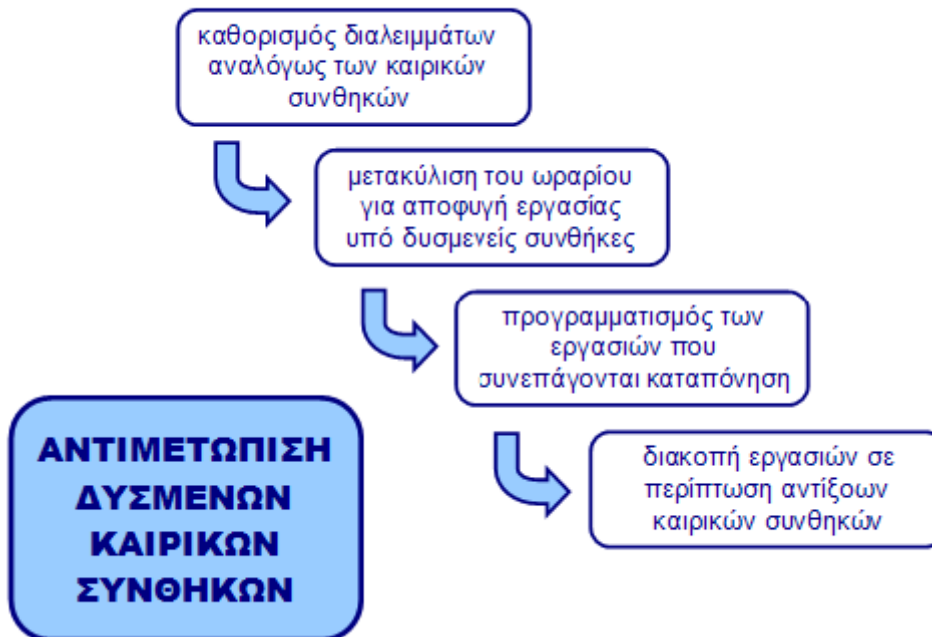 καθορισμός διαλειμμάτων
αναλόγως των καιρικών
συνθηκών
μετακύλιση του ωραρίου
για αποφυγή εργασίας
υπό δυσμενείς συνθήκες
προγραμματισμός των
εργασιών που
συνεπάγονται καταπόνηση
διακοπή εργασιών σε
περίπτωση αντίξοων
καιρικών συνθηκών
ΑΝΤΙΜΕΤΩΠΙΣΗ
ΔΥΣΜΕΝΩΝ
ΚΑΙΡΙΚΩΝ
ΣΥΝΘΗΚΩΝ